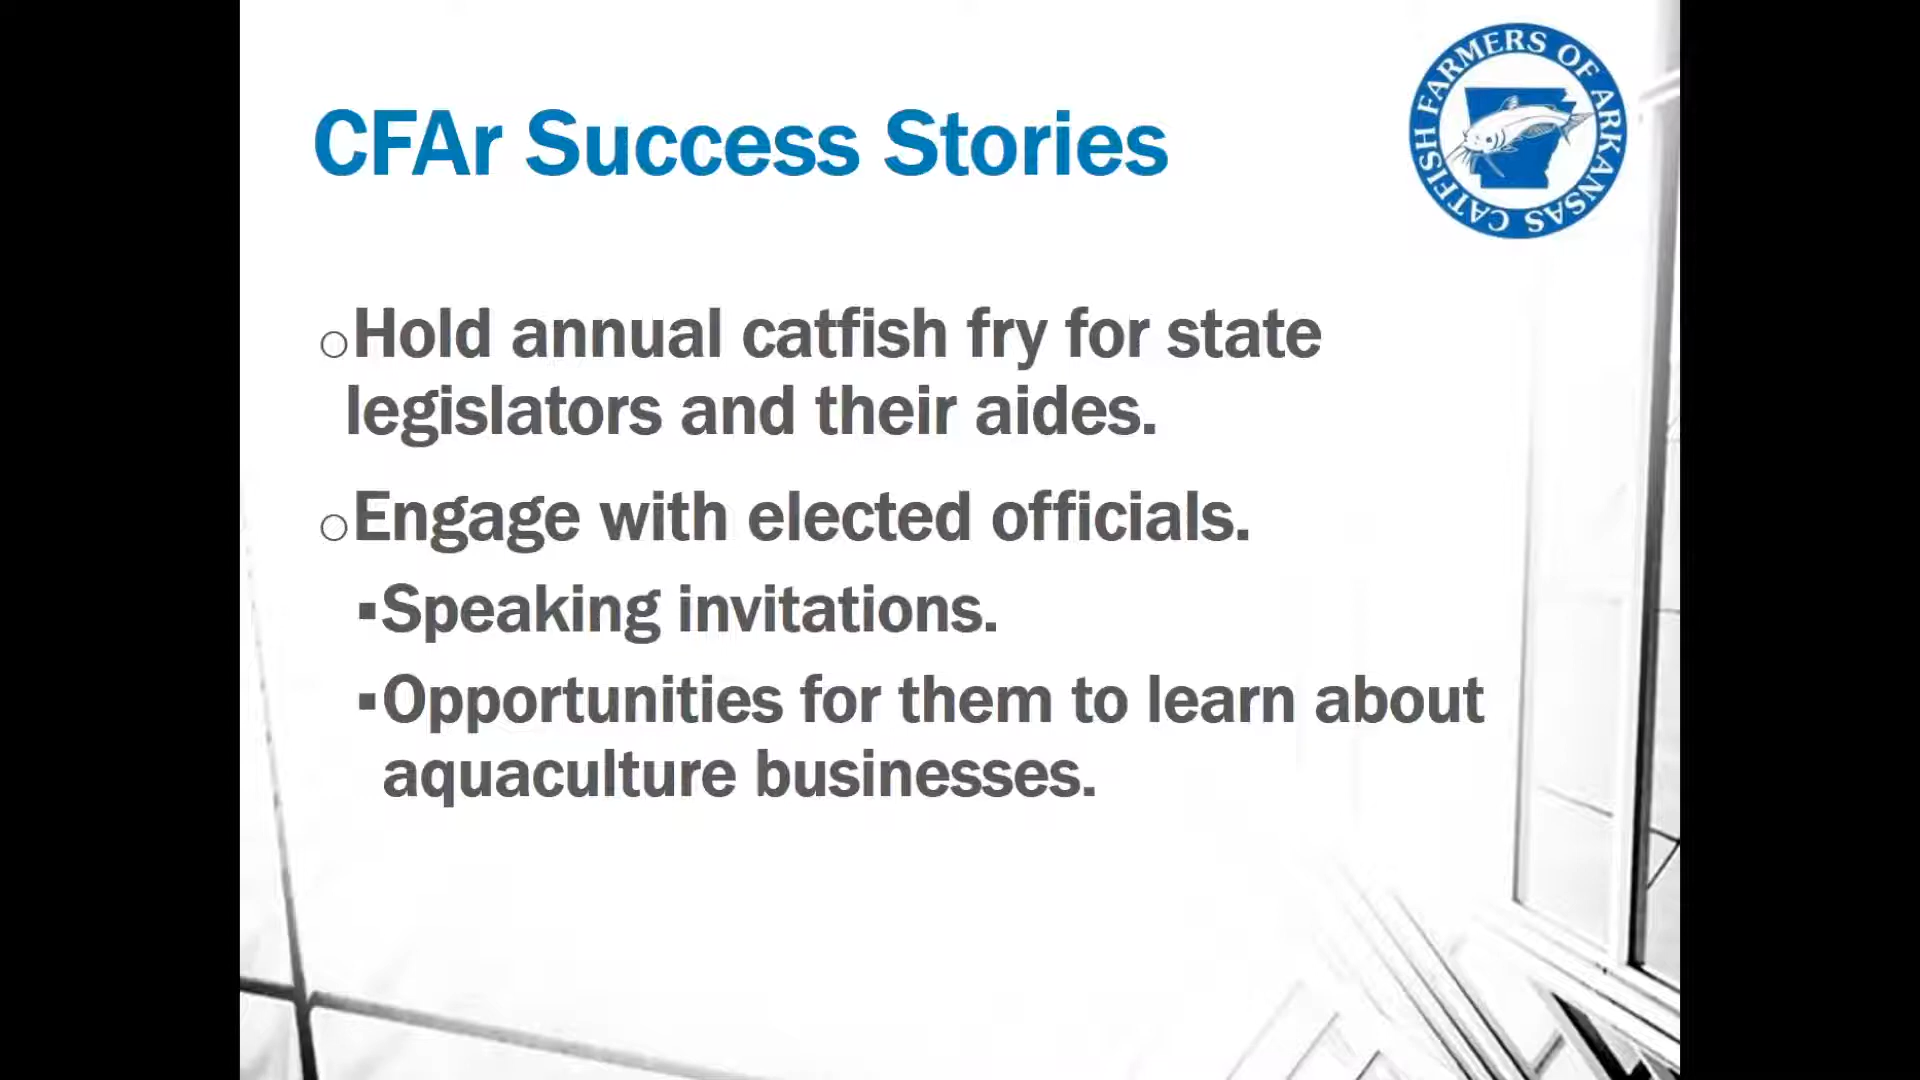 CFAr Success Stories
CATFISH FARMERS OF ARKANSAS
○Hold annual catfish fry for state
legislators and their aides.
○Engage with elected officials.
▪Speaking invitations.
▪Opportunities for them to learn about
aquaculture businesses.